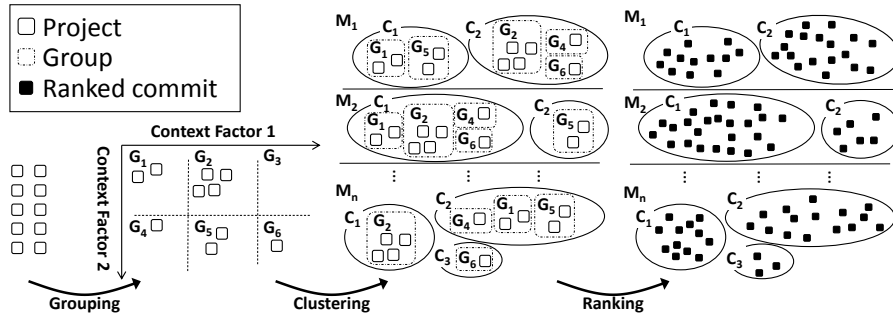 Project
Group
Ranked commit
Context Factor 1
Context Factor 2
G1
G2
G3
G4
G5
G6
Grouping
M1
C1
G1
G5
C2
G2
G4
G6
M2
C1
G1
G2
G4
G6
C2
G5
⋮ ⋮ ⋮
Mn
C1
G2
C2
G4
G1
G5
C3
G6
Clustering
M1
C1
C2
M2
C1
C2
⋮ ⋮ ⋮
Mn
C1
C2
C3
Ranking